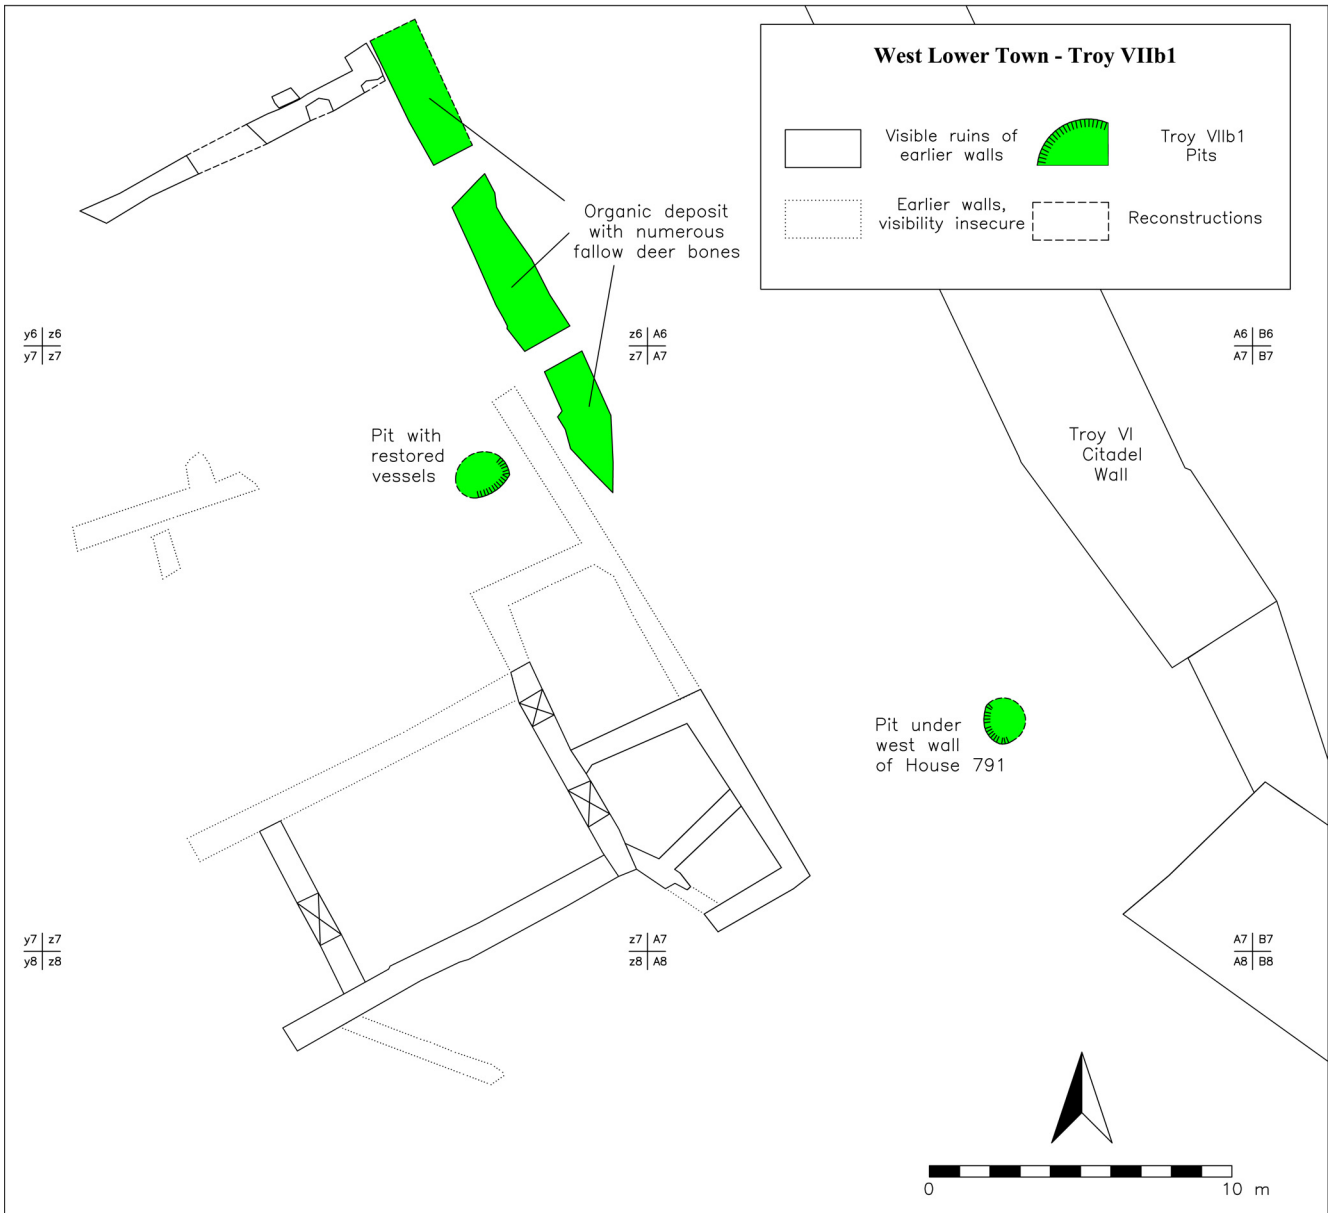 West Lower Town - Troy VIIb1
Visible ruins of
earlier walls
Troy VIIb1
Pits
Earlier walls,
visibility insecure
Reconstructions
Organic deposit
with numerous
fallow deer bones
y6 z6
y7 z7
z6 A6
z7 A7
A6 B6
A7 B7
Pit with
restored
vessels
Troy VI
Citadel
Wall
Pit under
west wall
of House 791
y7 z7
y8 z8
z7 A7
z8 A8
A7 B7
A8 B8
0 10 m